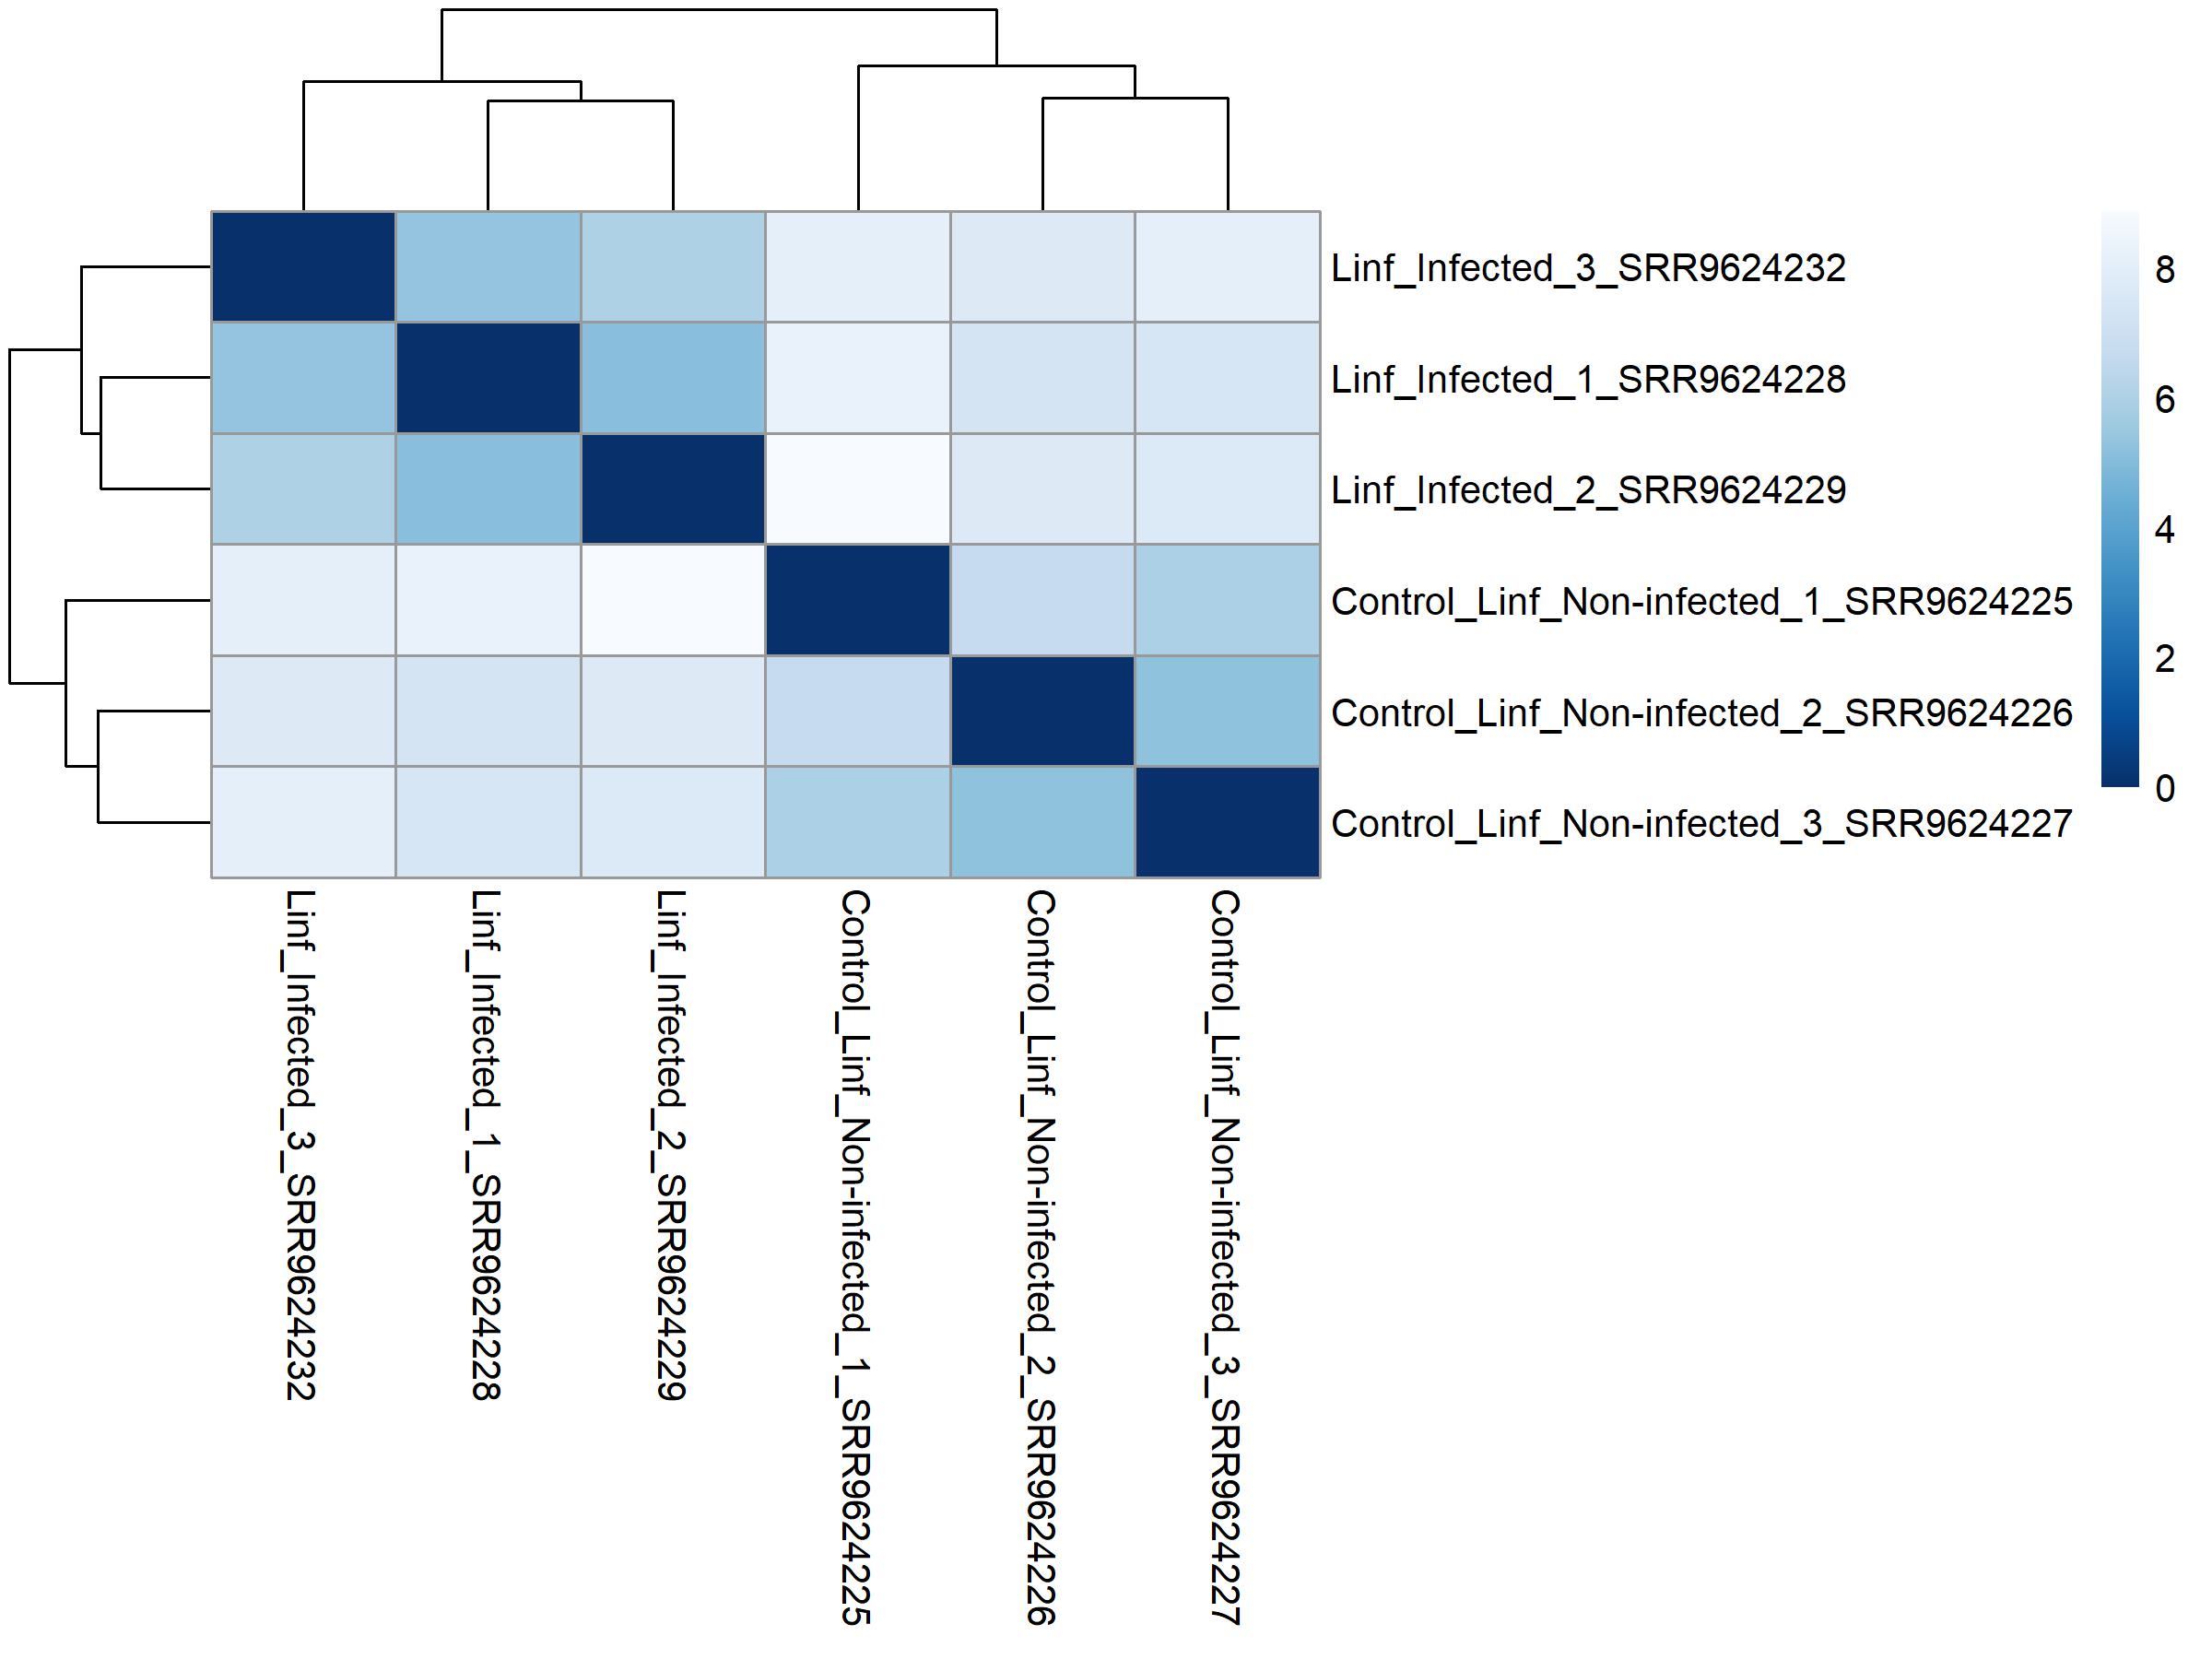 Linf_Infected_3_SRR9624232
Linf_Infected_1_SRR9624228
Linf_Infected_2_SRR9624229
Control_Linf_Non-infected_1_SRR9624225
Control_Linf_Non-infected_2_SRR9624226
Control_Linf_Non-infected_3_SRR9624227
8
6
4
2
0
Linf_Infected_3_SRR9624232
Linf_Infected_1_SRR9624228
Linf_Infected_2_SRR9624229
Control_Linf_Non-infected_1_SRR9624225
Control_Linf_Non-infected_2_SRR9624226
Control_Linf_Non-infected_3_SRR9624227